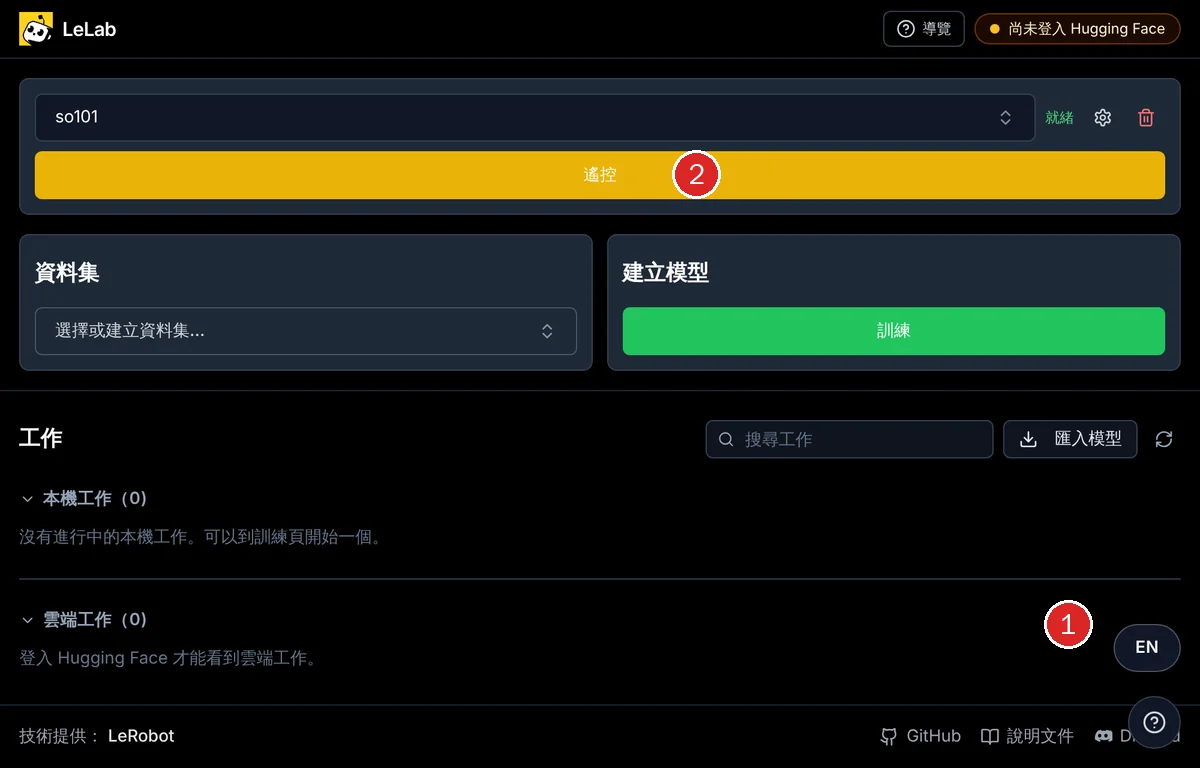 LeLab
導覽
尚未登入 Hugging Face
so101
就緒
遙控
2
資料集
建立模型
選擇或建立資料集...
訓練
工作
搜尋工作
匯入模型
本機工作（0）
沒有進行中的本機工作。可以到訓練頁開始一個。
雲端工作（0）
1
EN
登入 Hugging Face 才能看到雲端工作。
技術提供： LeRobot
GitHub
說明文件